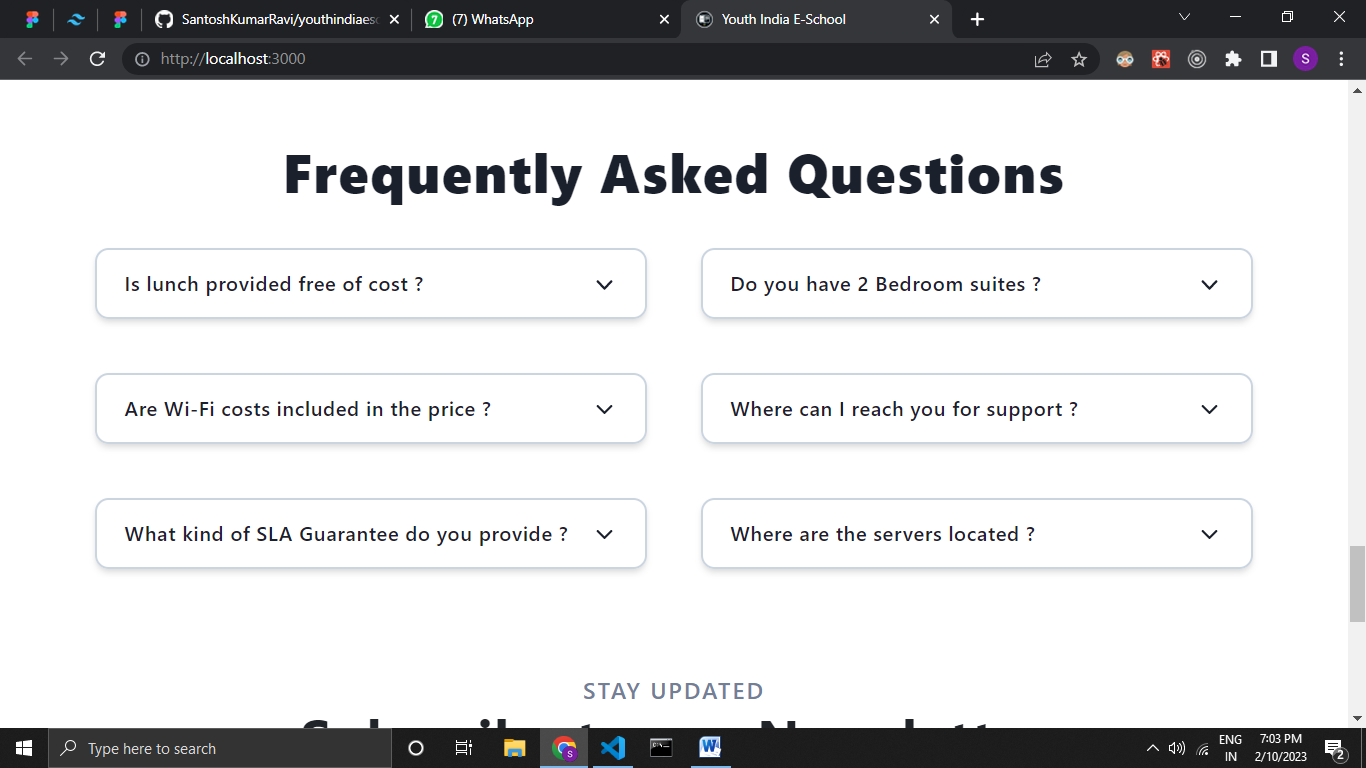 SantoshKumarRavi/youthindiaesc
(7) WhatsApp
Youth India E-School
http://localhost:3000
S
Frequently Asked Questions
Is lunch provided free of cost ?
Do you have 2 Bedroom suites ?
Are Wi-Fi costs included in the price ?
Where can I reach you for support ?
What kind of SLA Guarantee do you provide ?
Where are the servers located ?
STAY UPDATED
Type here to search
ENG
IN
7:03 PM
2/10/2023
2